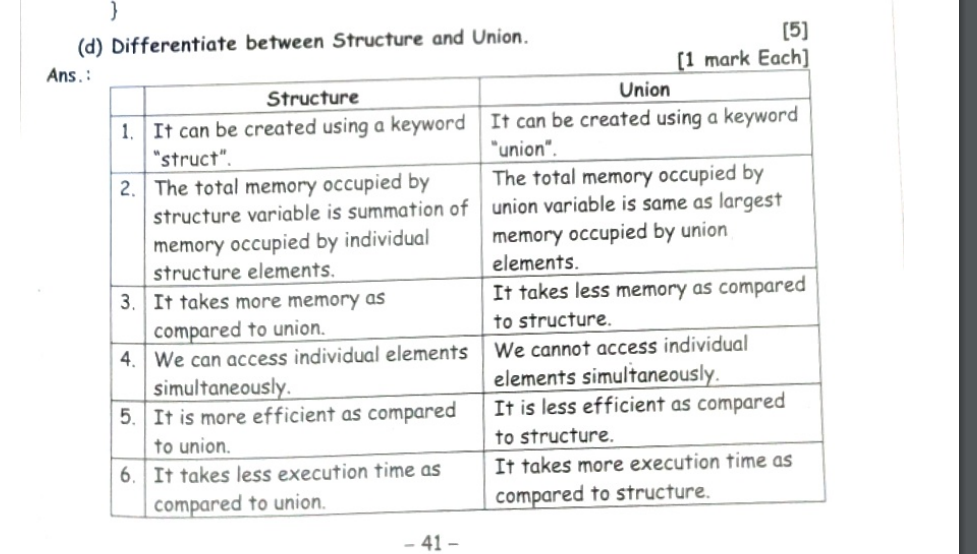 }
(d) Differentiate between Structure and Union. [5]
Ans.: [1 mark Each]
Structure Union
1. It can be created using a keyword "struct". It can be created using a keyword "union".
2. The total memory occupied by structure variable is summation of memory occupied by individual structure elements. The total memory occupied by union variable is same as largest memory occupied by union elements.
3. It takes more memory as compared to union. It takes less memory as compared to structure.
4. We can access individual elements simultaneously. We cannot access individual elements simultaneously.
5. It is more efficient as compared to union. It is less efficient as compared to structure.
6. It takes less execution time as compared to union. It takes more execution time as compared to structure.
- 41 -